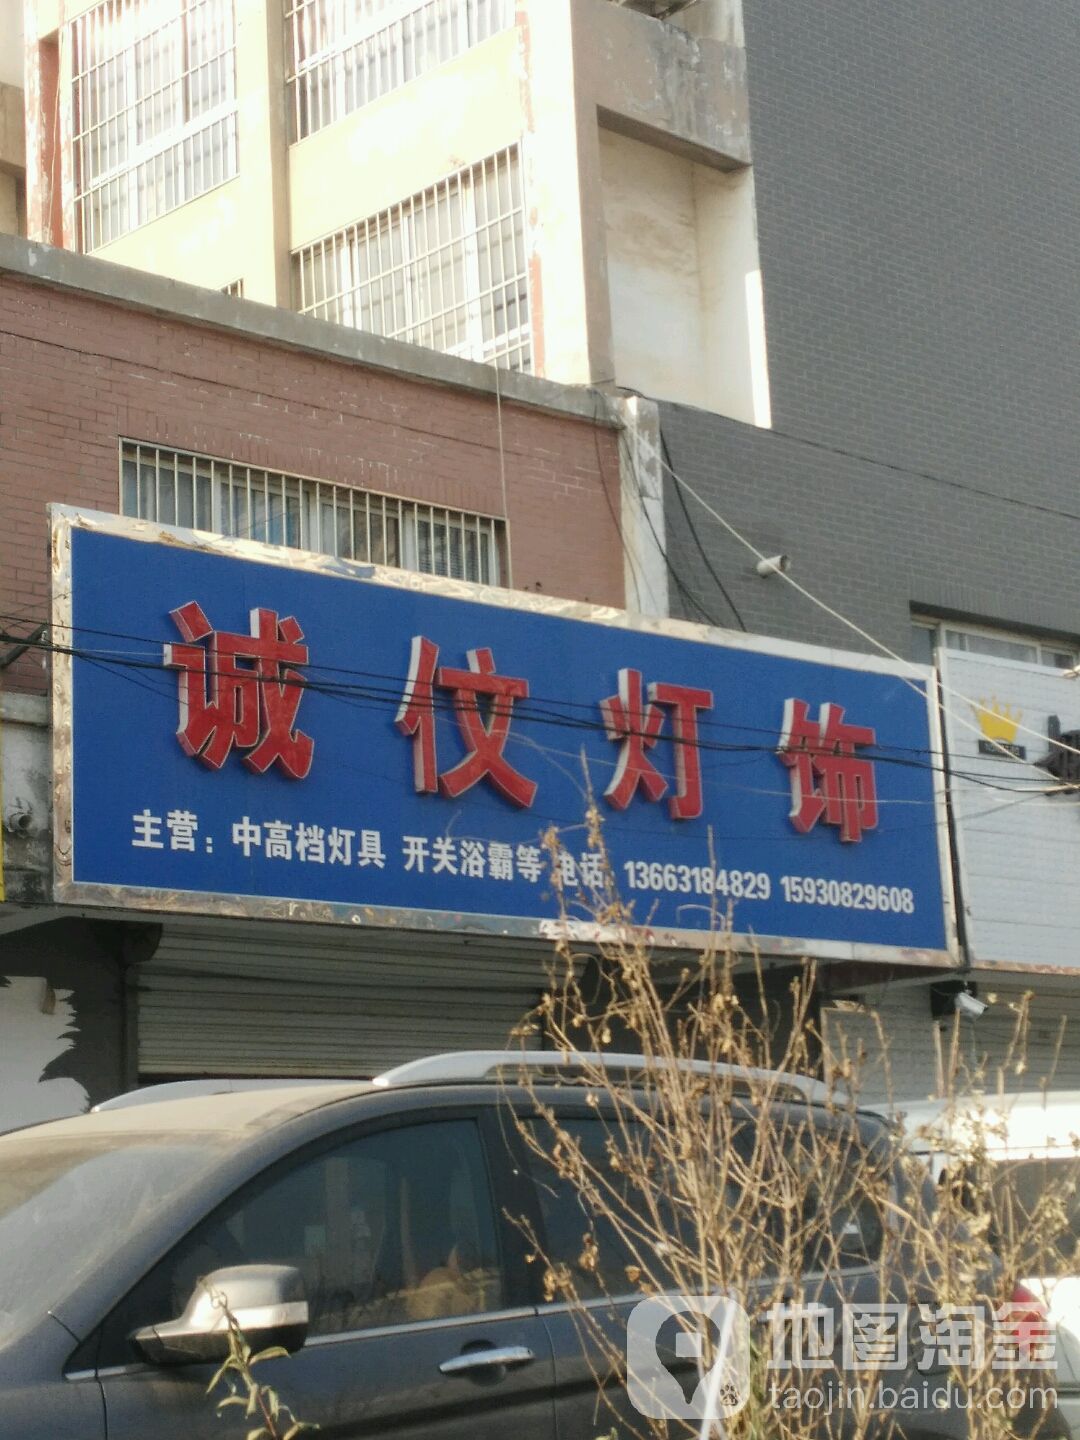 诚仪灯饰
主营：中高档灯具 开关浴霸等 电话 13663184829 15930829608
地图淘金
taojin.baidu.com